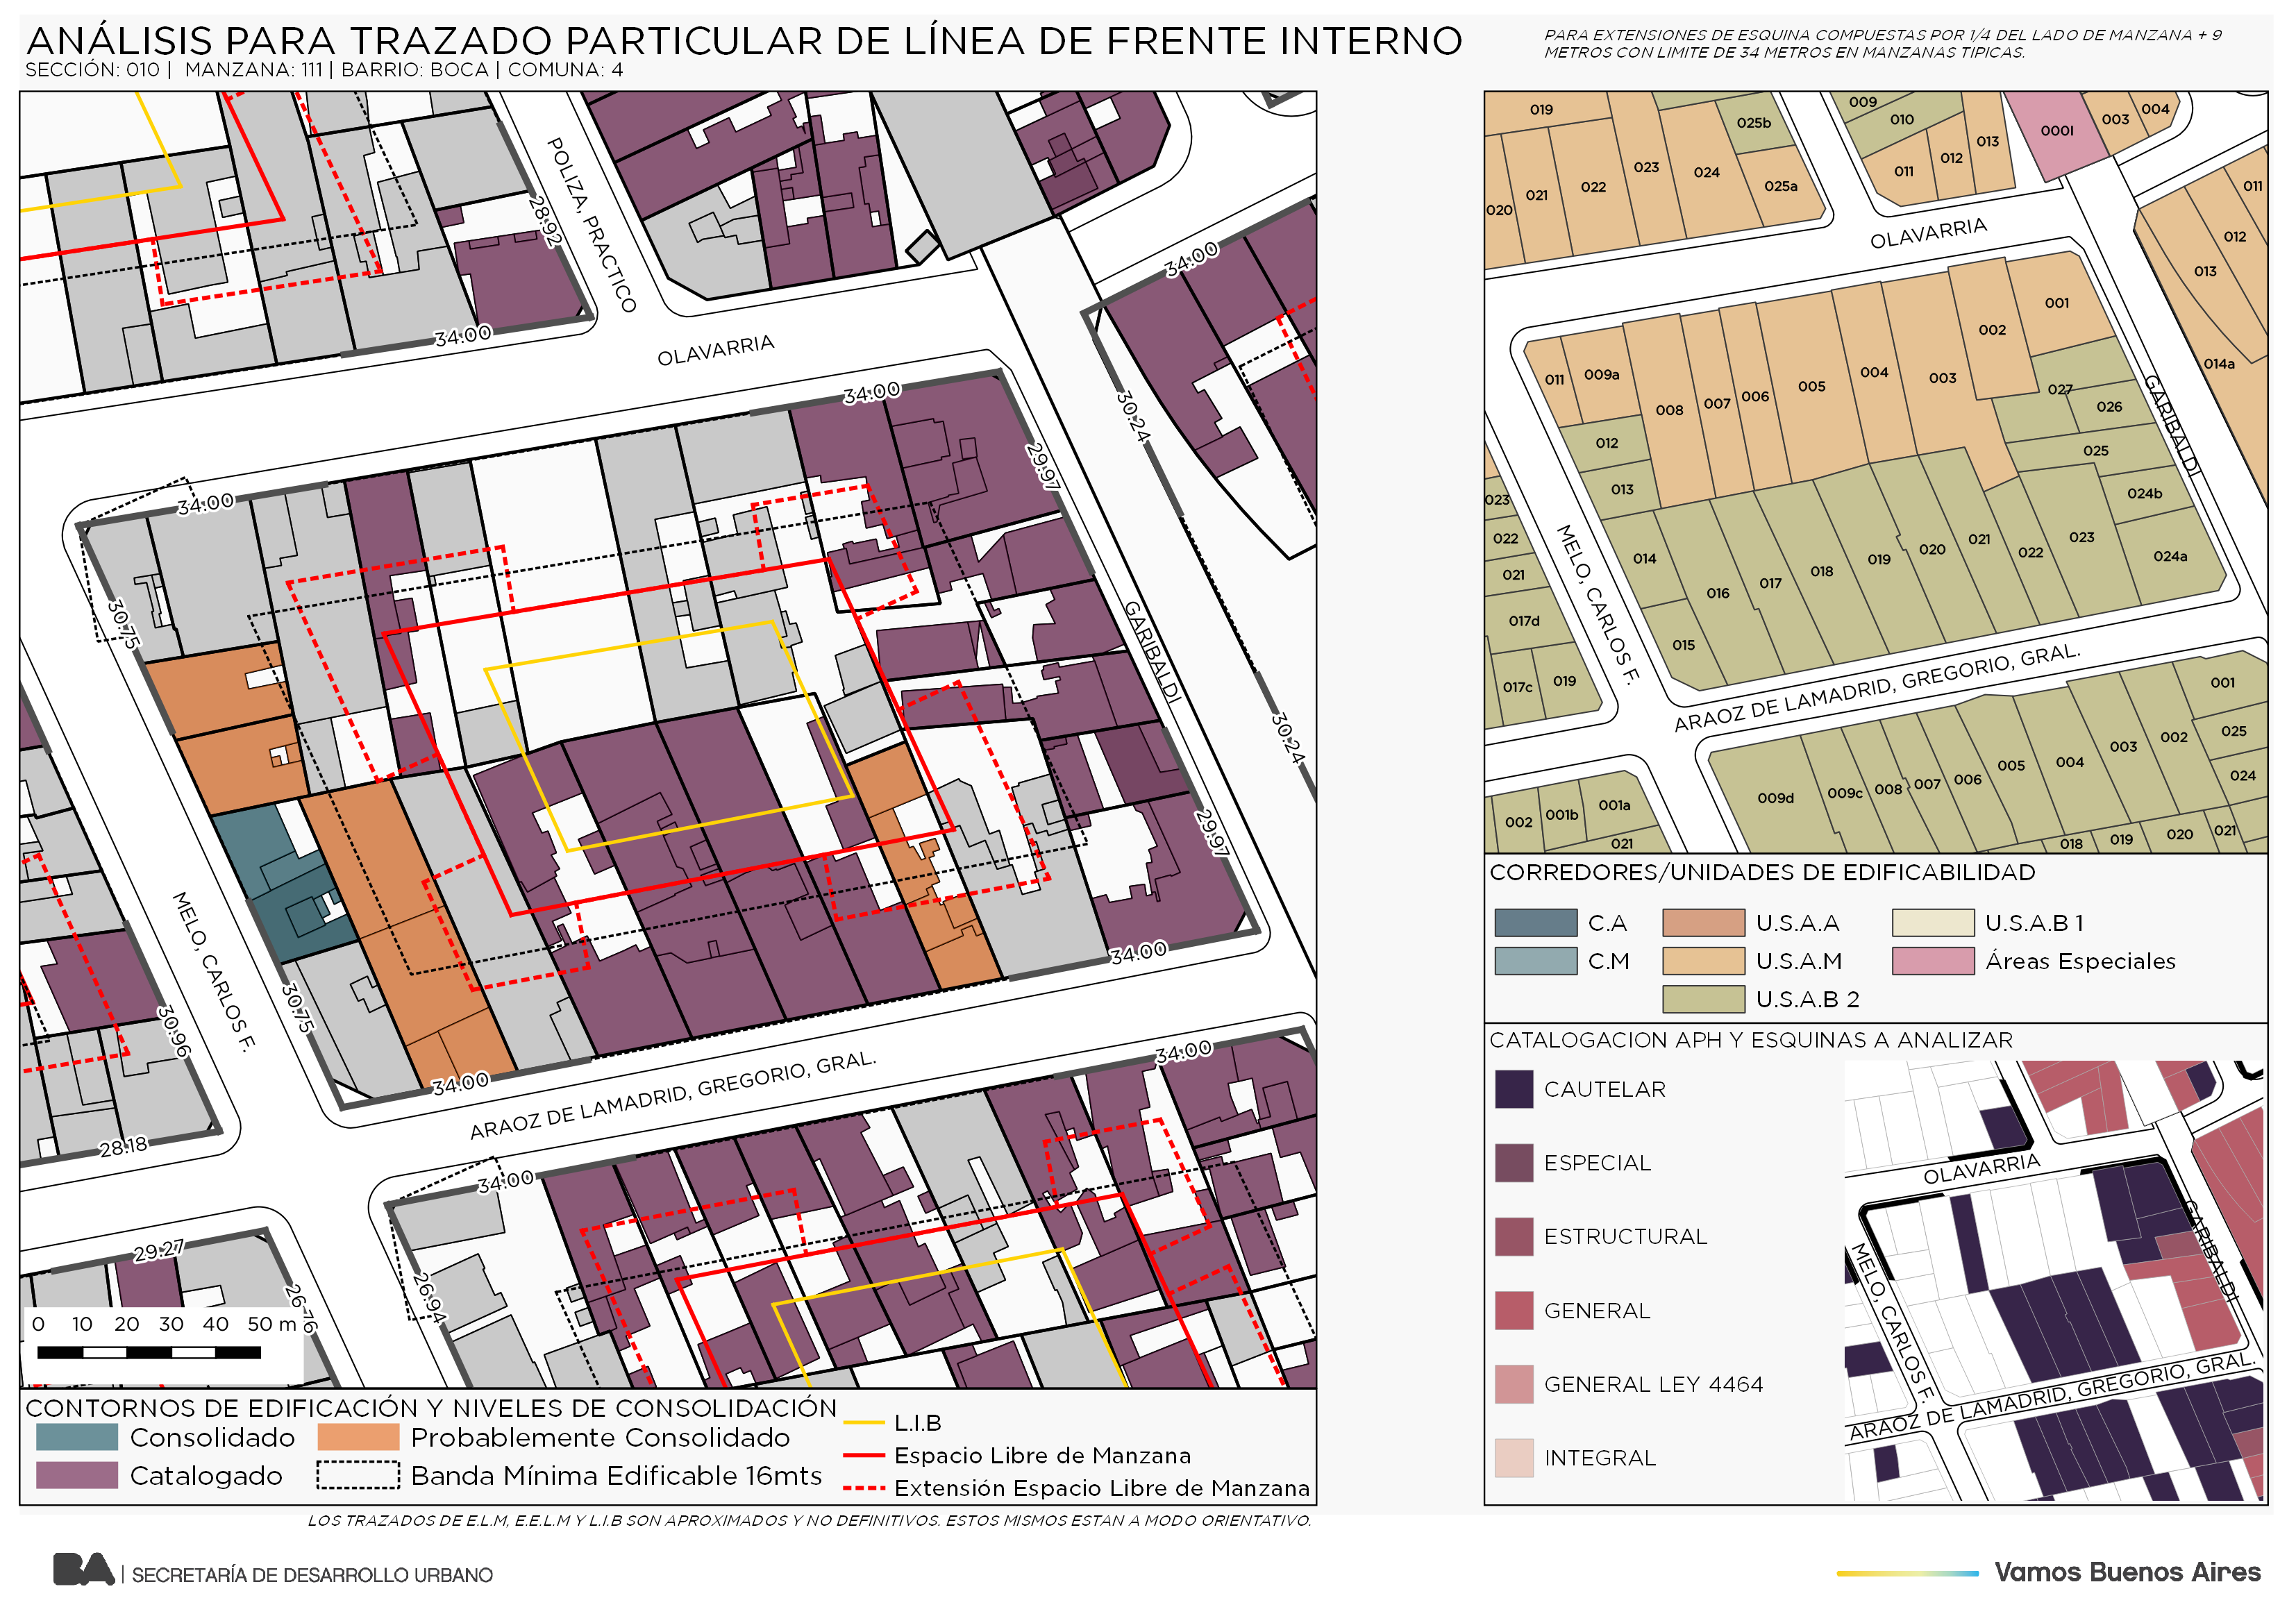 ANÁLISIS PARA TRAZADO PARTICULAR DE LÍNEA DE FRENTE INTERNO
SECCIÓN: 010 | MANZANA: 111 | BARRIO: BOCA | COMUNA: 4
PARA EXTENSIONES DE ESQUINA COMPUESTAS POR 1/4 DEL LADO DE MANZANA + 9
METROS CON LIMITE DE 34 METROS EN MANZANAS TIPICAS.
POLIZA, PRACTICO
28.92
34.00
34.00
OLAVARRIA
34.00
30.24
29.97
34.00
30.75
GARIBALDI
30.24
29.97
34.00
MELO, CARLOS F.
30.75
30.96
34.00
28.18
ARAOZ DE LAMADRID, GREGORIO, GRAL.
34.00
34.00
29.27
26.94
26.76
0 10 20 30 40 50 m
CONTORNOS DE EDIFICACIÓN Y NIVELES DE CONSOLIDACIÓN
Consolidado
Probablemente Consolidado
Catalogado
Banda Mínima Edificable 16mts
L.I.B
Espacio Libre de Manzana
Extensión Espacio Libre de Manzana
LOS TRAZADOS DE E.L.M, E.E.L.M Y L.I.B SON APROXIMADOS Y NO DEFINITIVOS. ESTOS MISMOS ESTAN A MODO ORIENTATIVO.
019
025b
009
010
000I
003
004
020
021
022
023
024
025a
011
012
013
011
012
013
014a
OLAVARRIA
001
002
003
004
005
006
007
008
009a
011
012
013
027
026
025
024b
024a
023
022
021
020
019
018
017
016
014
015
GARIBALDI
MELO, CARLOS F.
023
022
021
017d
017c
019
ARAOZ DE LAMADRID, GREGORIO, GRAL.
001
002
003
004
005
006
007
008
009c
009d
025
024
021
020
019
018
002
001b
001a
021
CORREDORES/UNIDADES DE EDIFICABILIDAD
C.A
U.S.A.A
U.S.A.B 1
C.M
U.S.A.M
Áreas Especiales
U.S.A.B 2
CATALOGACION APH Y ESQUINAS A ANALIZAR
CAUTELAR
ESPECIAL
ESTRUCTURAL
GENERAL
GENERAL LEY 4464
INTEGRAL
OLAVARRIA
GARIBALDI
MELO, CARLOS F.
ARAOZ DE LAMADRID, GREGORIO, GRAL.
BA | SECRETARÍA DE DESARROLLO URBANO
Vamos Buenos Aires